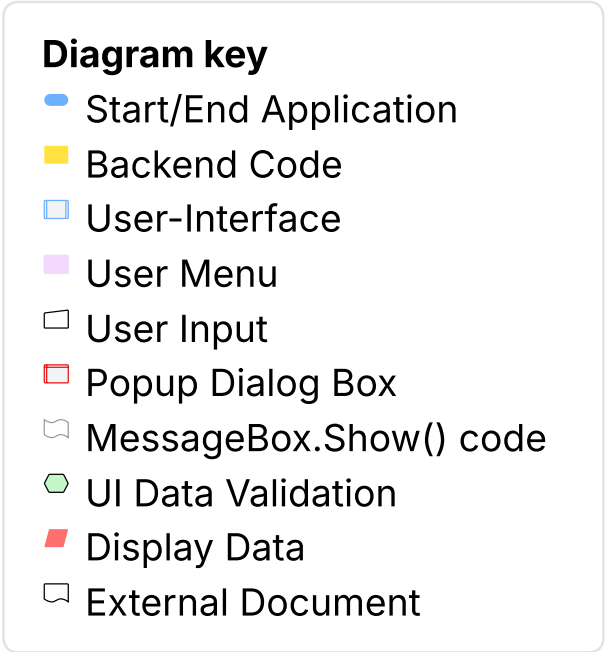 Diagram key
Start/End Application
Backend Code
User-Interface
User Menu
User Input
Popup Dialog Box
MessageBox.Show() code
UI Data Validation
Display Data
External Document